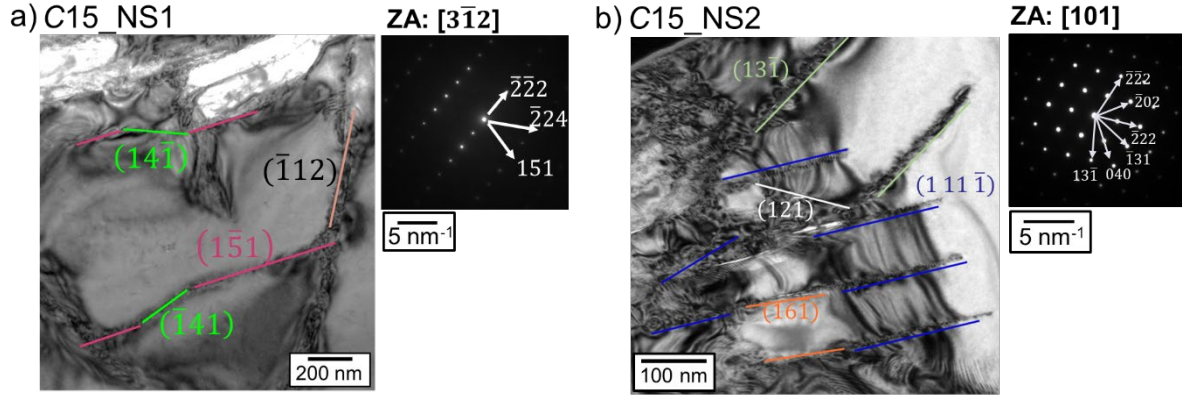 a) C15_NS1
ZA: [31̅2]
2̅2̅2
2̅24
151
5 nm⁻¹
(141̅)
(1̅12)
(15̅1)
(1̅41)
200 nm
b) C15_NS2
ZA: [101]
2̅2̅2
2̅02
2̅22
1̅31
131̅
040
5 nm⁻¹
(131̅)
(1 11 1̅)
(121)
(1̅61)
100 nm